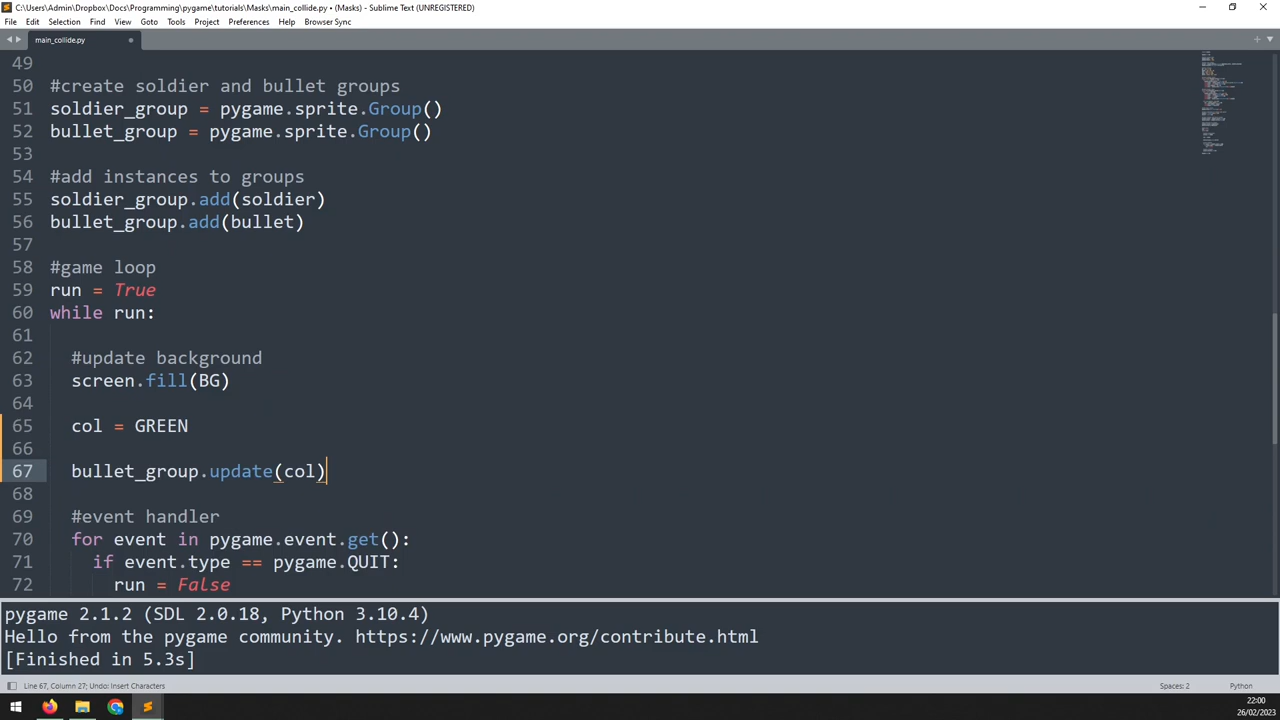 C:\Users\Admin\Dropbox\Docs\Programming\pygame\tutorials\Masks\main_collide.py • (Masks) - Sublime Text (UNREGISTERED)
File Edit Selection Find View Goto Tools Project Preferences Help Browser Sync
main_collide.py
49
50 #create soldier and bullet groups
51 soldier_group = pygame.sprite.Group()
52 bullet_group = pygame.sprite.Group()
53
54 #add instances to groups
55 soldier_group.add(soldier)
56 bullet_group.add(bullet)
57
58 #game loop
59 run = True
60 while run:
61
62 #update background
63 screen.fill(BG)
64
65 col = GREEN
66
67 bullet_group.update(col)
68
69 #event handler
70 for event in pygame.event.get():
71 if event.type == pygame.QUIT:
72 run = False
pygame 2.1.2 (SDL 2.0.18, Python 3.10.4)
Hello from the pygame community. https://www.pygame.org/contribute.html
[Finished in 5.3s]
Line 67, Column 27; Undo: Insert Characters Spaces: 2 Python
22:00
26/02/2023